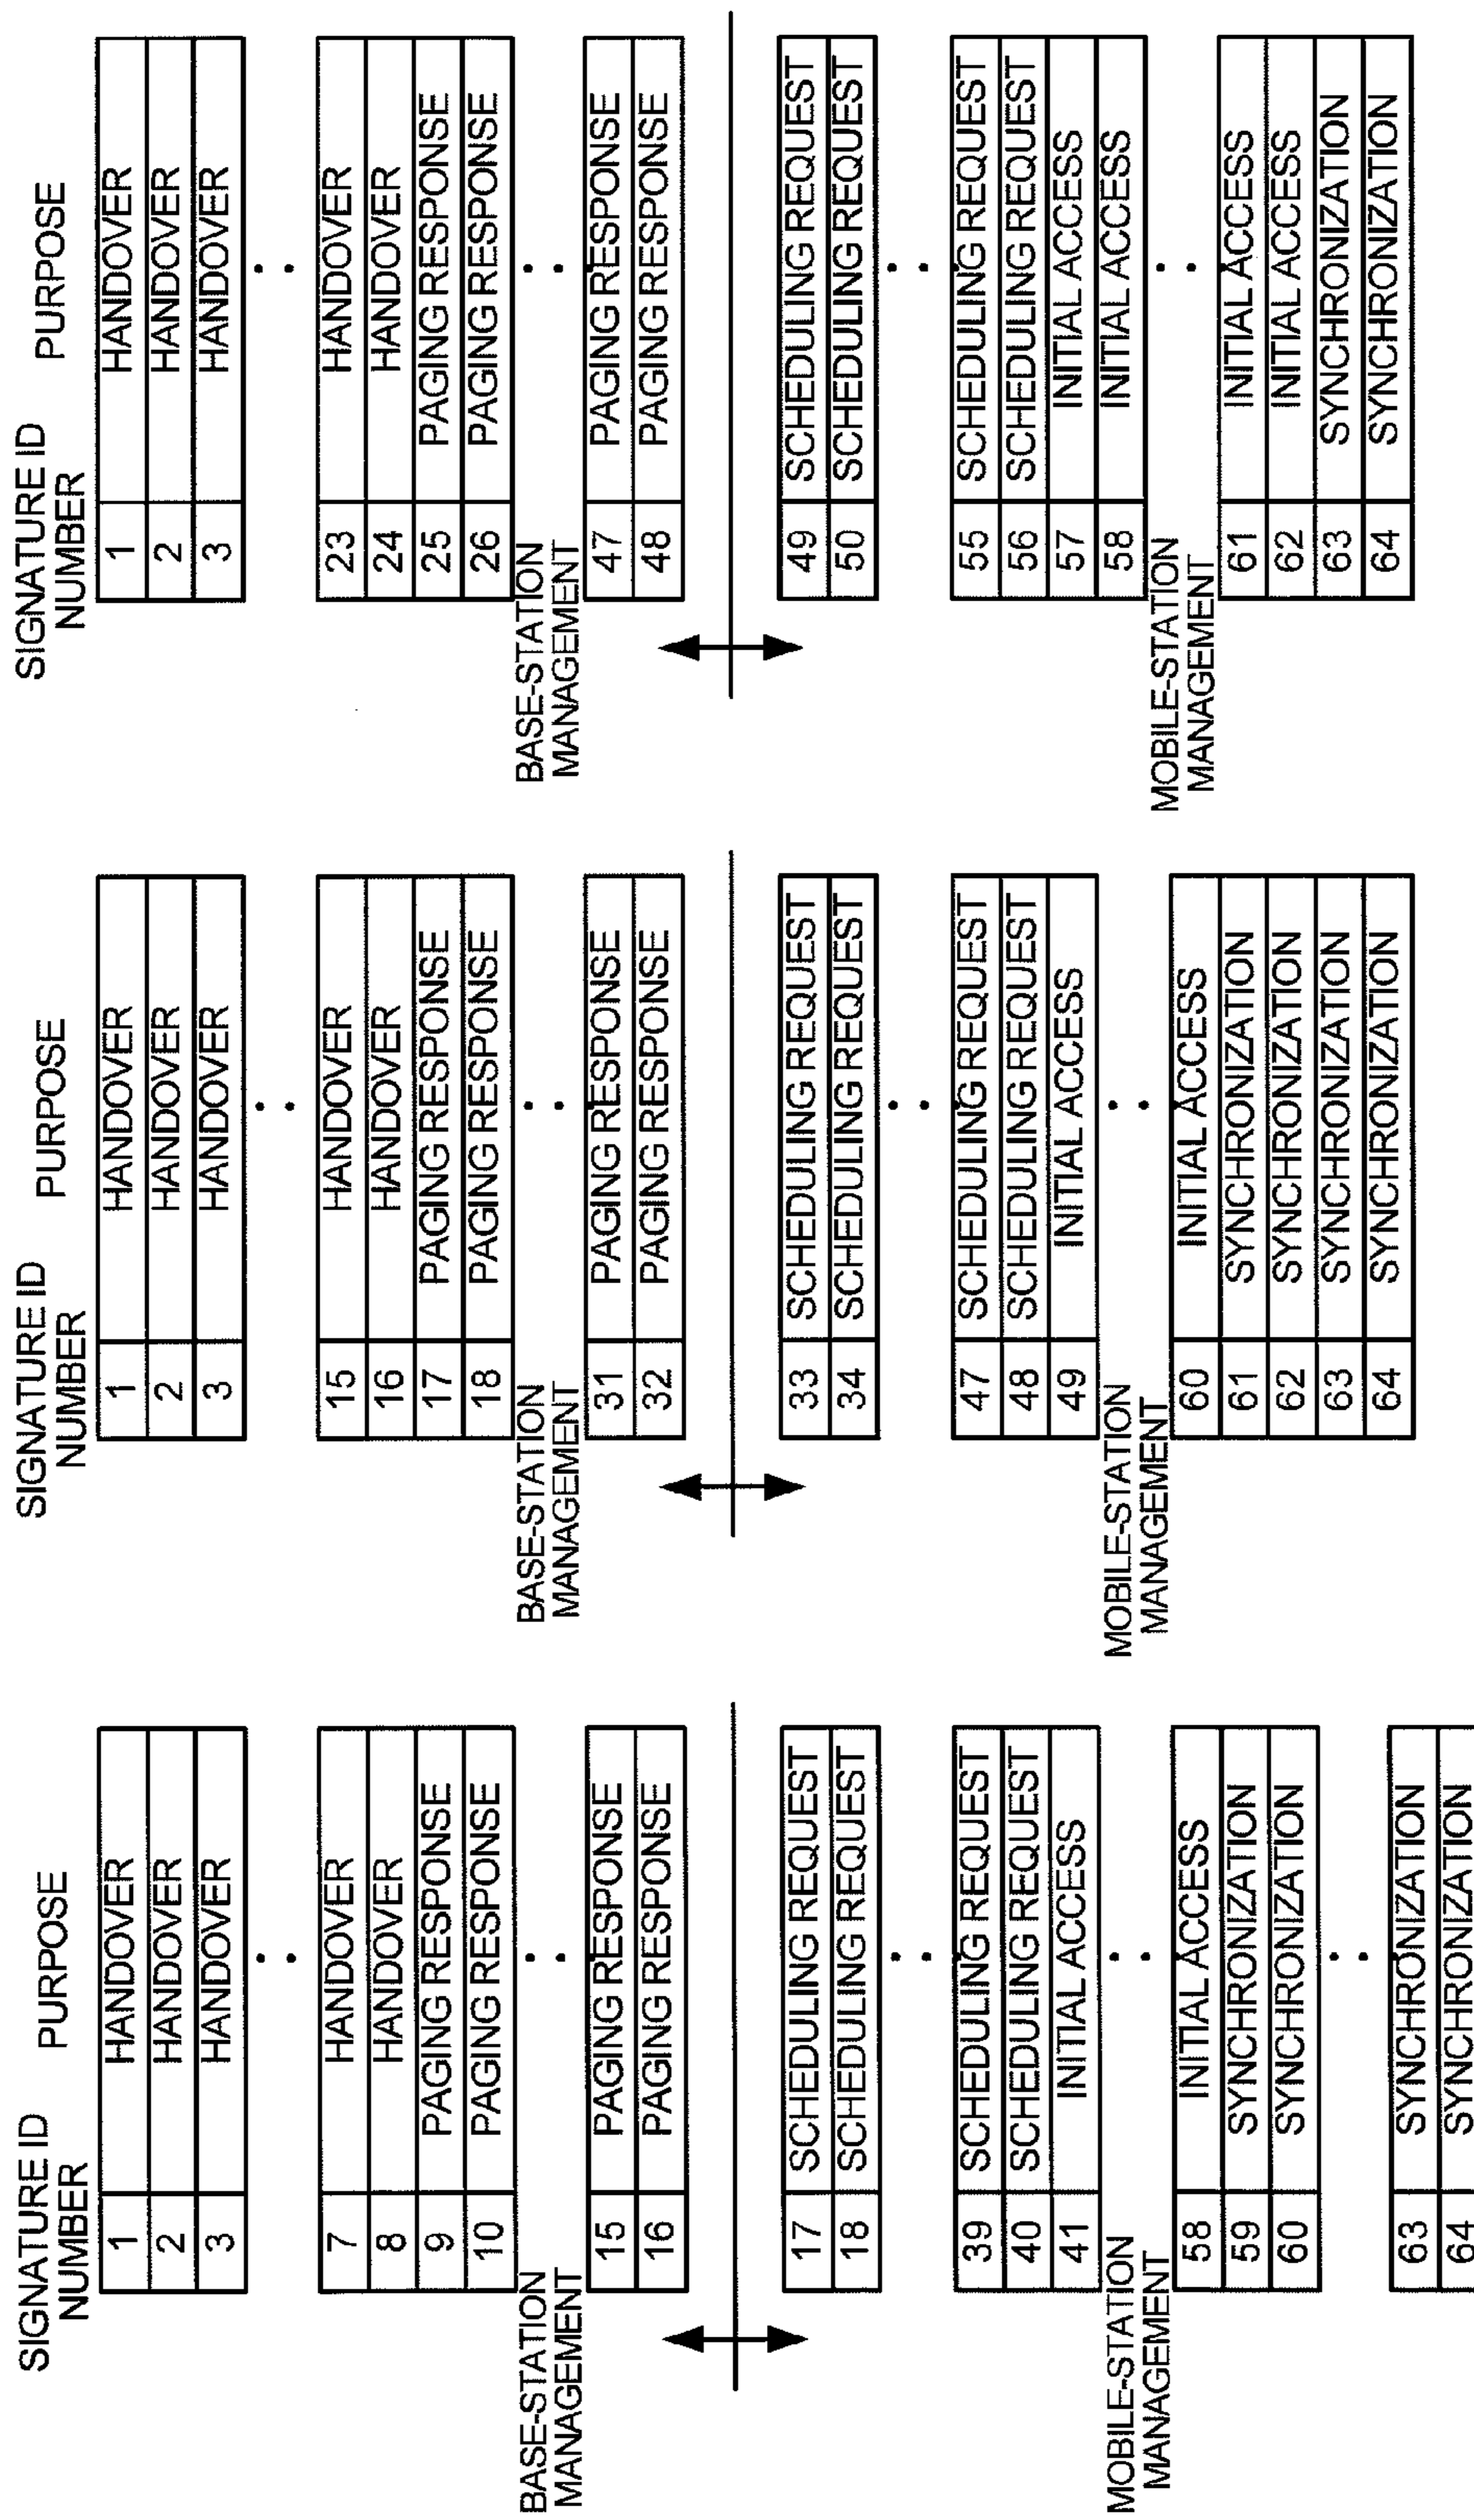 SIGNATURE ID
NUMBER
PURPOSE
1 HANDOVER
2 HANDOVER
3 HANDOVER
7 HANDOVER
8 HANDOVER
9 PAGING RESPONSE
10 PAGING RESPONSE
BASE-STATION
MANAGEMENT
15 PAGING RESPONSE
16 PAGING RESPONSE
17 SCHEDULING REQUEST
18 SCHEDULING REQUEST
39 SCHEDULING REQUEST
40 SCHEDULING REQUEST
41 INITIAL ACCESS
MOBILE-STATION
MANAGEMENT
58 INITIAL ACCESS
59 SYNCHRONIZATION
60 SYNCHRONIZATION
63 SYNCHRONIZATION
64 SYNCHRONIZATION
SIGNATURE ID
NUMBER
PURPOSE
1 HANDOVER
2 HANDOVER
3 HANDOVER
15 HANDOVER
16 HANDOVER
17 PAGING RESPONSE
18 PAGING RESPONSE
BASE-STATION
MANAGEMENT
31 PAGING RESPONSE
32 PAGING RESPONSE
33 SCHEDULING REQUEST
34 SCHEDULING REQUEST
47 SCHEDULING REQUEST
48 SCHEDULING REQUEST
49 INITIAL ACCESS
MOBILE-STATION
MANAGEMENT
60 INITIAL ACCESS
61 SYNCHRONIZATION
62 SYNCHRONIZATION
63 SYNCHRONIZATION
64 SYNCHRONIZATION
SIGNATURE ID
NUMBER
PURPOSE
1 HANDOVER
2 HANDOVER
3 HANDOVER
23 HANDOVER
24 HANDOVER
25 PAGING RESPONSE
26 PAGING RESPONSE
BASE-STATION
MANAGEMENT
47 PAGING RESPONSE
48 PAGING RESPONSE
49 SCHEDULING REQUEST
50 SCHEDULING REQUEST
55 SCHEDULING REQUEST
56 SCHEDULING REQUEST
57 INITIAL ACCESS
58 INITIAL ACCESS
MOBILE-STATION
MANAGEMENT
61 INITIAL ACCESS
62 INITIAL ACCESS
63 SYNCHRONIZATION
64 SYNCHRONIZATION